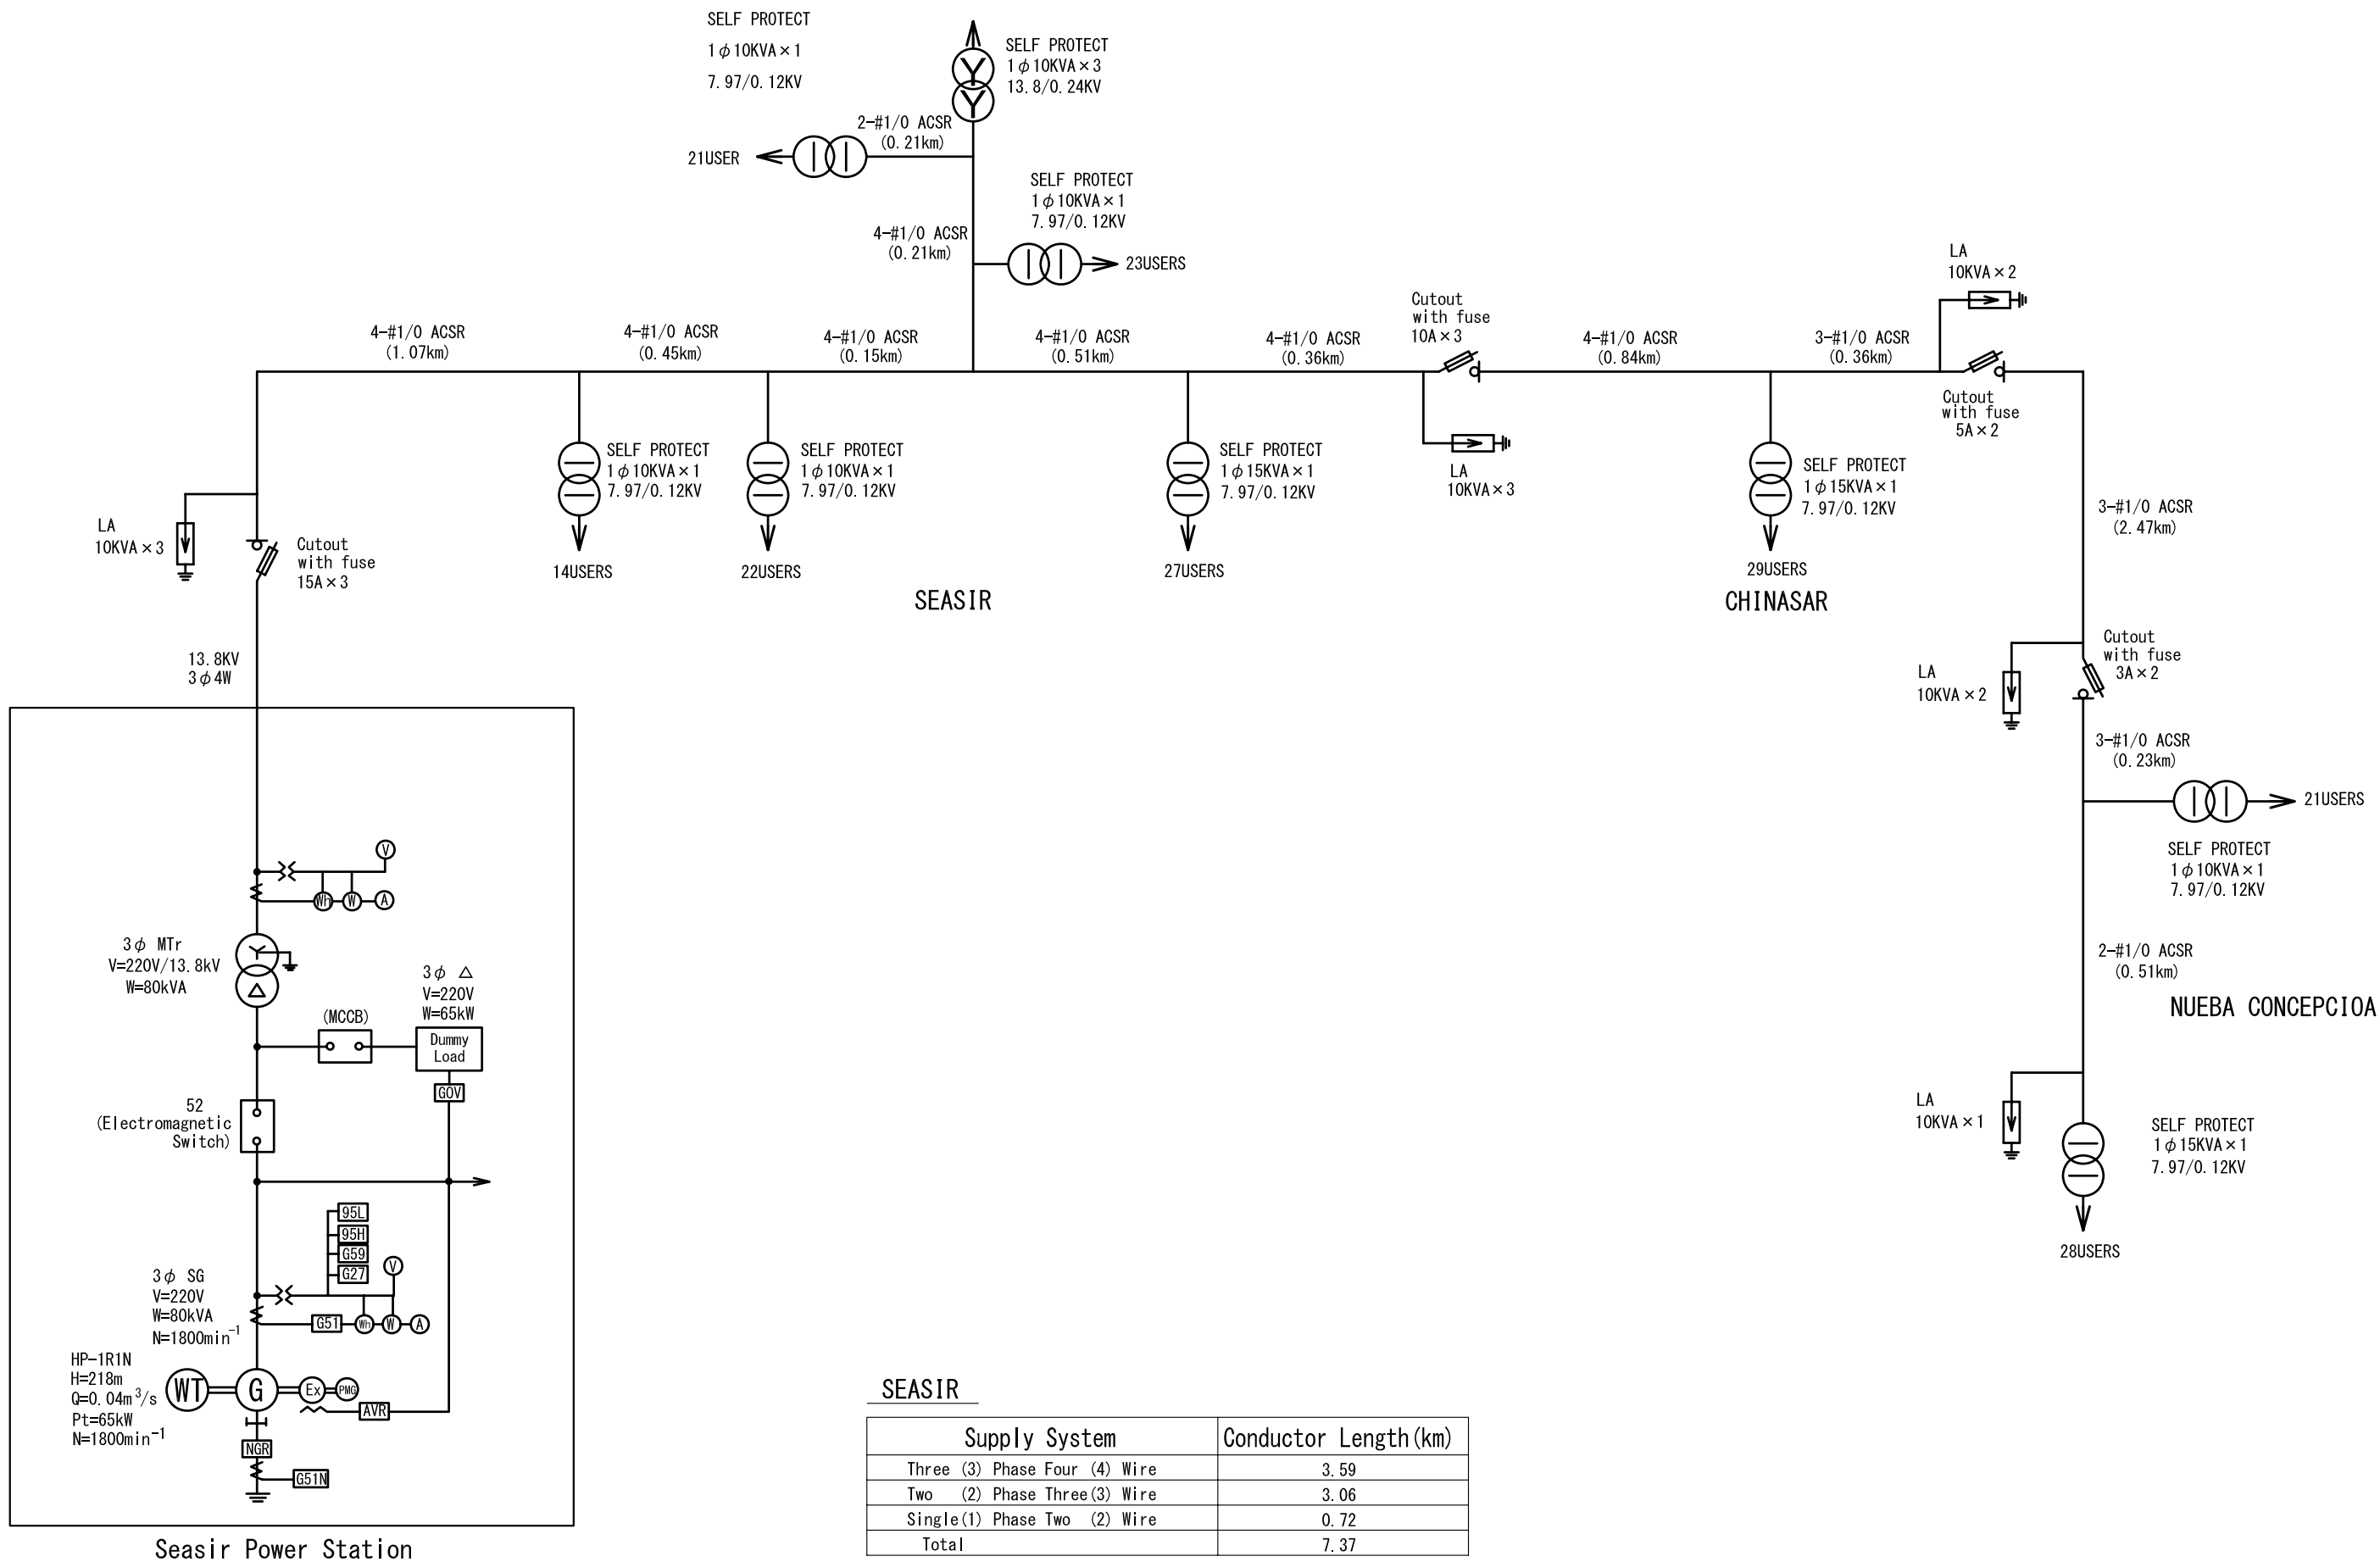 SELF PROTECT
1φ10KVA×1
7.97/0.12KV
SELF PROTECT
1φ10KVA×3
13.8/0.24KV
Y
Y
2-#1/0 ACSR
(0.21km)
21USER
SELF PROTECT
1φ10KVA×1
7.97/0.12KV
4-#1/0 ACSR
(0.21km)
23USERS
LA
10KVA×2
Cutout
with fuse
10A×3
4-#1/0 ACSR
(1.07km)
4-#1/0 ACSR
(0.45km)
4-#1/0 ACSR
(0.15km)
4-#1/0 ACSR
(0.51km)
4-#1/0 ACSR
(0.36km)
4-#1/0 ACSR
(0.84km)
3-#1/0 ACSR
(0.36km)
Cutout
with fuse
5A×2
SELF PROTECT
1φ10KVA×1
7.97/0.12KV
SELF PROTECT
1φ10KVA×1
7.97/0.12KV
SELF PROTECT
1φ15KVA×1
7.97/0.12KV
LA
10KVA×3
SELF PROTECT
1φ15KVA×1
7.97/0.12KV
3-#1/0 ACSR
(2.47km)
LA
10KVA×3
Cutout
with fuse
15A×3
14USERS
22USERS
27USERS
29USERS
SEASIR
CHINASAR
13.8KV
3φ4W
LA
10KVA×2
Cutout
with fuse
3A×2
3-#1/0 ACSR
(0.23km)
21USERS
SELF PROTECT
1φ10KVA×1
7.97/0.12KV
V
Wh
W
A
3φ MTr
V=220V/13.8kV
W=80kVA
Y
△
3φ △
V=220V
W=65kW
(MCCB)
Dummy
Load
GOV
2-#1/0 ACSR
(0.51km)
NUEBA CONCEPCIOA
52
(Electromagnetic
Switch)
LA
10KVA×1
SELF PROTECT
1φ15KVA×1
7.97/0.12KV
28USERS
95L
95H
G59
G27
V
3φ SG
V=220V
W=80kVA
N=1800min-1
G51
Wh
W
A
HP-1R1N
H=218m
Q=0.04m3/s
Pt=65kW
N=1800min-1
WT
G
Ex
PMG
AVR
NGR
G51N
Seasir Power Station
SEASIR
Supply System Conductor Length(km)
Three (3) Phase Four (4) Wire 3.59
Two (2) Phase Three(3) Wire 3.06
Single(1) Phase Two (2) Wire 0.72
Total 7.37